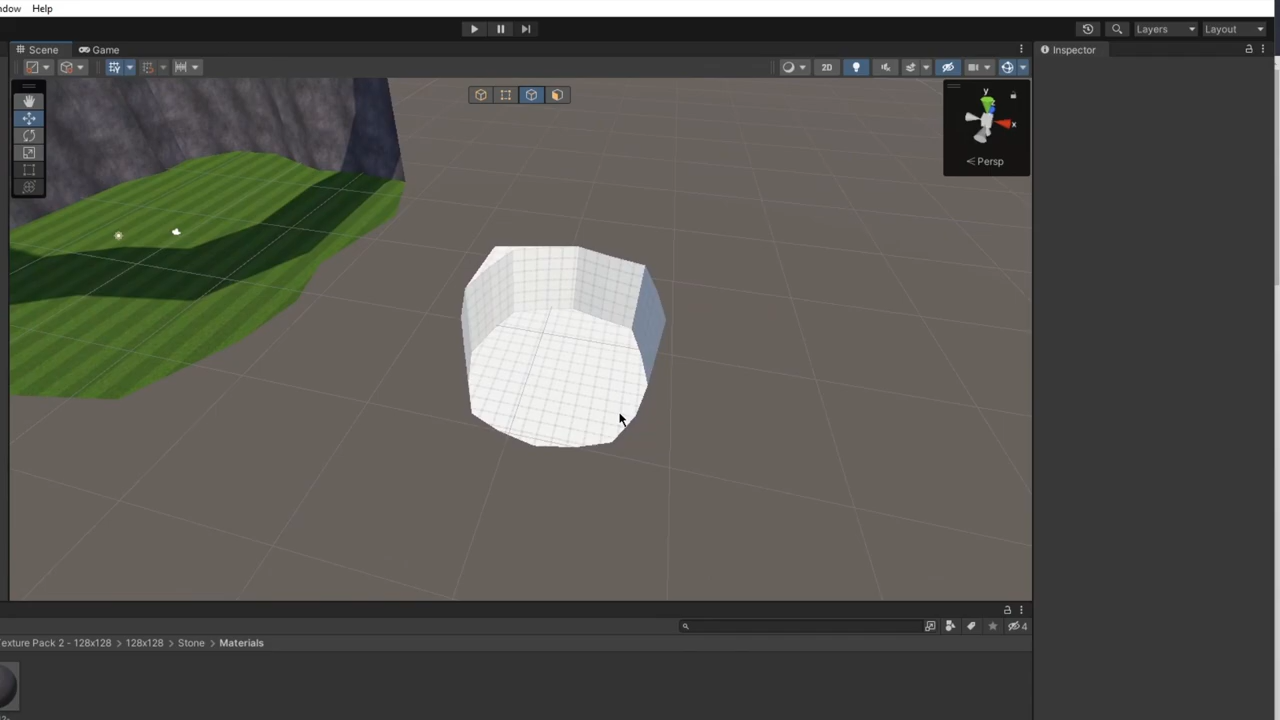 ndow Help
Layers Layout
Scene Game Inspector
2D
y
x
Persp
exture Pack 2 - 128x128 > 128x128 > Stone > Materials
4